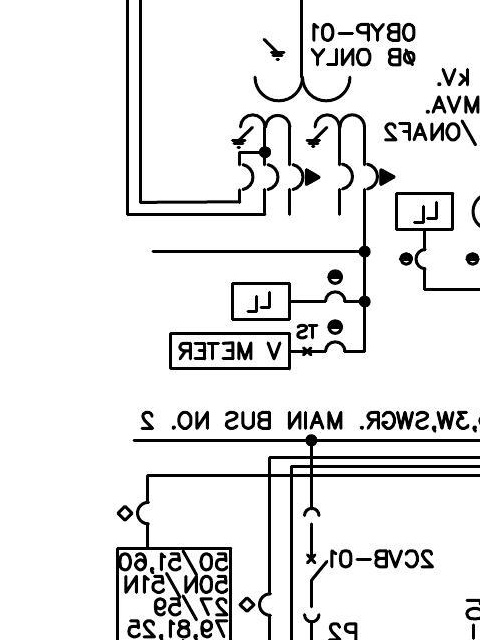 0BYP-01
ØB ONLY
kV.
MVA.
/ONAF2
LL
LL
TS
V METER
,3W,SWGR. MAIN BUS NO. 2
50/51,60
50N/51N
27/59
79,81,25
2CVB-01
P2